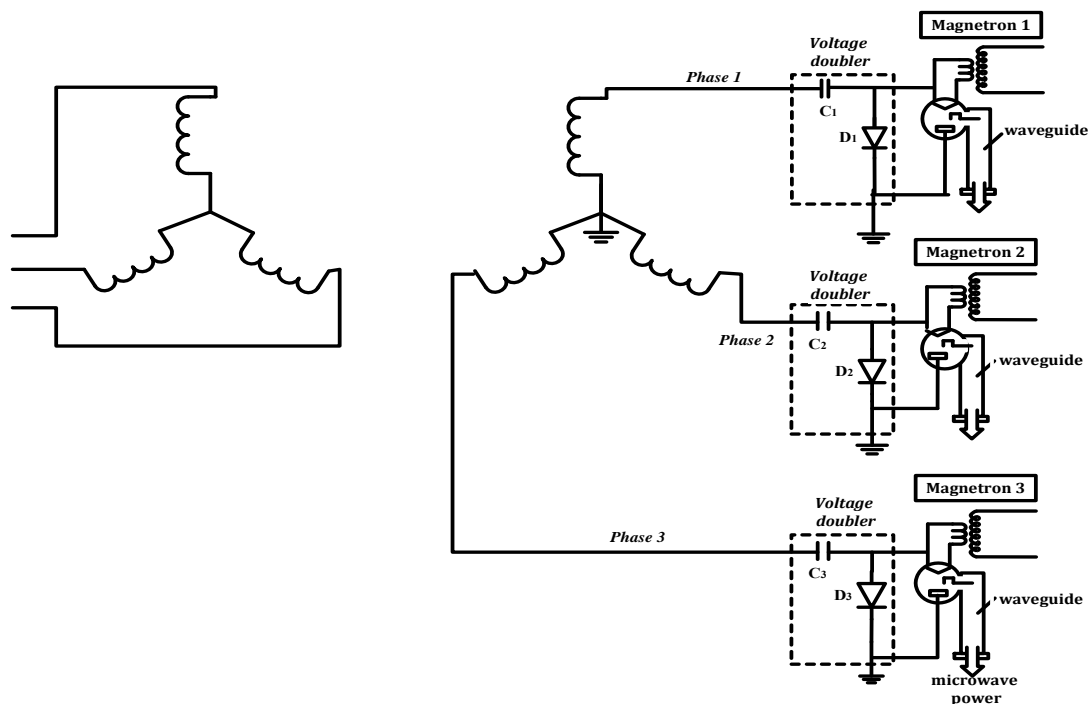 Magnetron 1
Voltage
doubler
Phase 1
C1
D1
waveguide
Magnetron 2
Voltage
doubler
Phase 2
C2
D2
waveguide
Magnetron 3
Voltage
doubler
Phase 3
C3
D3
waveguide
microwave
power